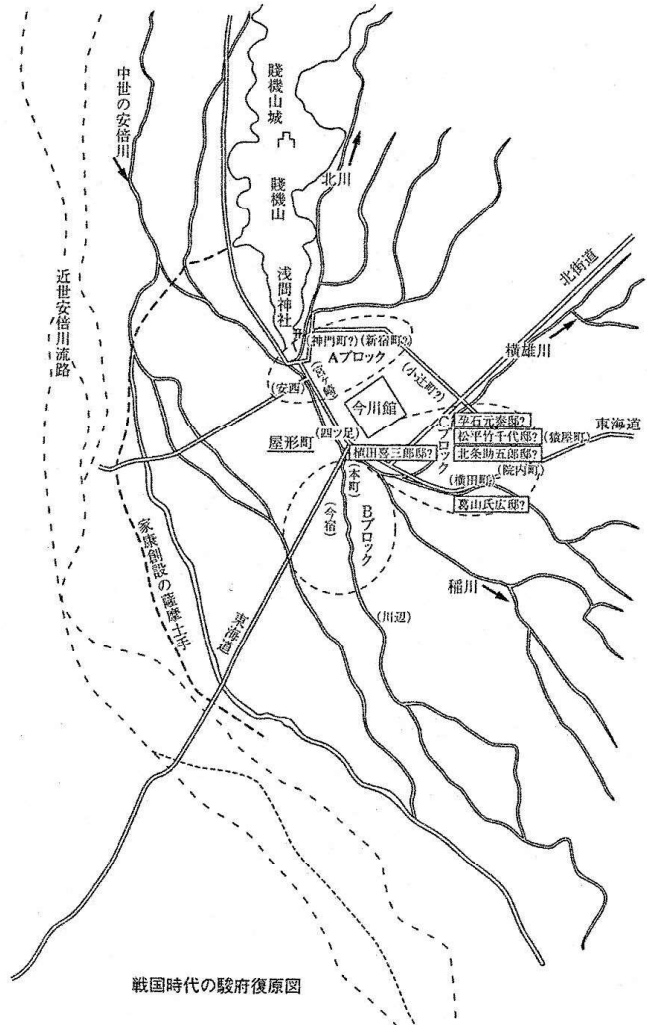 中世の安倍川
賤機山城
賤機山
北川
近世安倍川流路
浅間神社
北街道
横雄川
(神門町?)
(新宿町?)
Aブロック
(宮ヶ崎)
(小辻町?)
(安西)
今川館
孕石元泰邸?
松平竹千代邸?
(猿屋町)
東海道
北条助五郎邸?
Cブロック
(四ツ足)
屋形町
植田喜三郎邸?
(院内町)
(横田町)
葛山氏広邸?
(本町)
(今宿)
Bブロック
家康創設の薩摩土手
稲川
(川辺)
東海道
戦国時代の駿府復原図